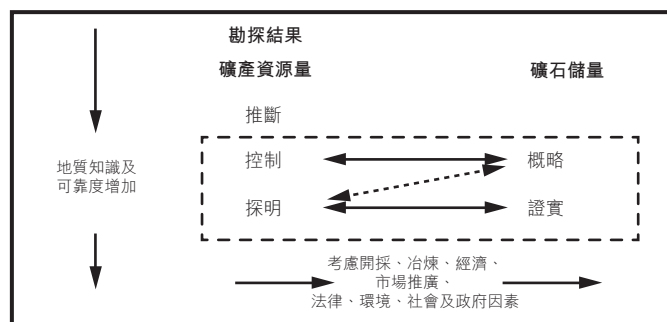 勘探結果
礦產資源量
礦石儲量
推斷
地質知識及
可靠度增加
控制
概略
探明
證實
考慮開採、冶煉、經濟、
市場推廣、
法律、環境、社會及政府因素